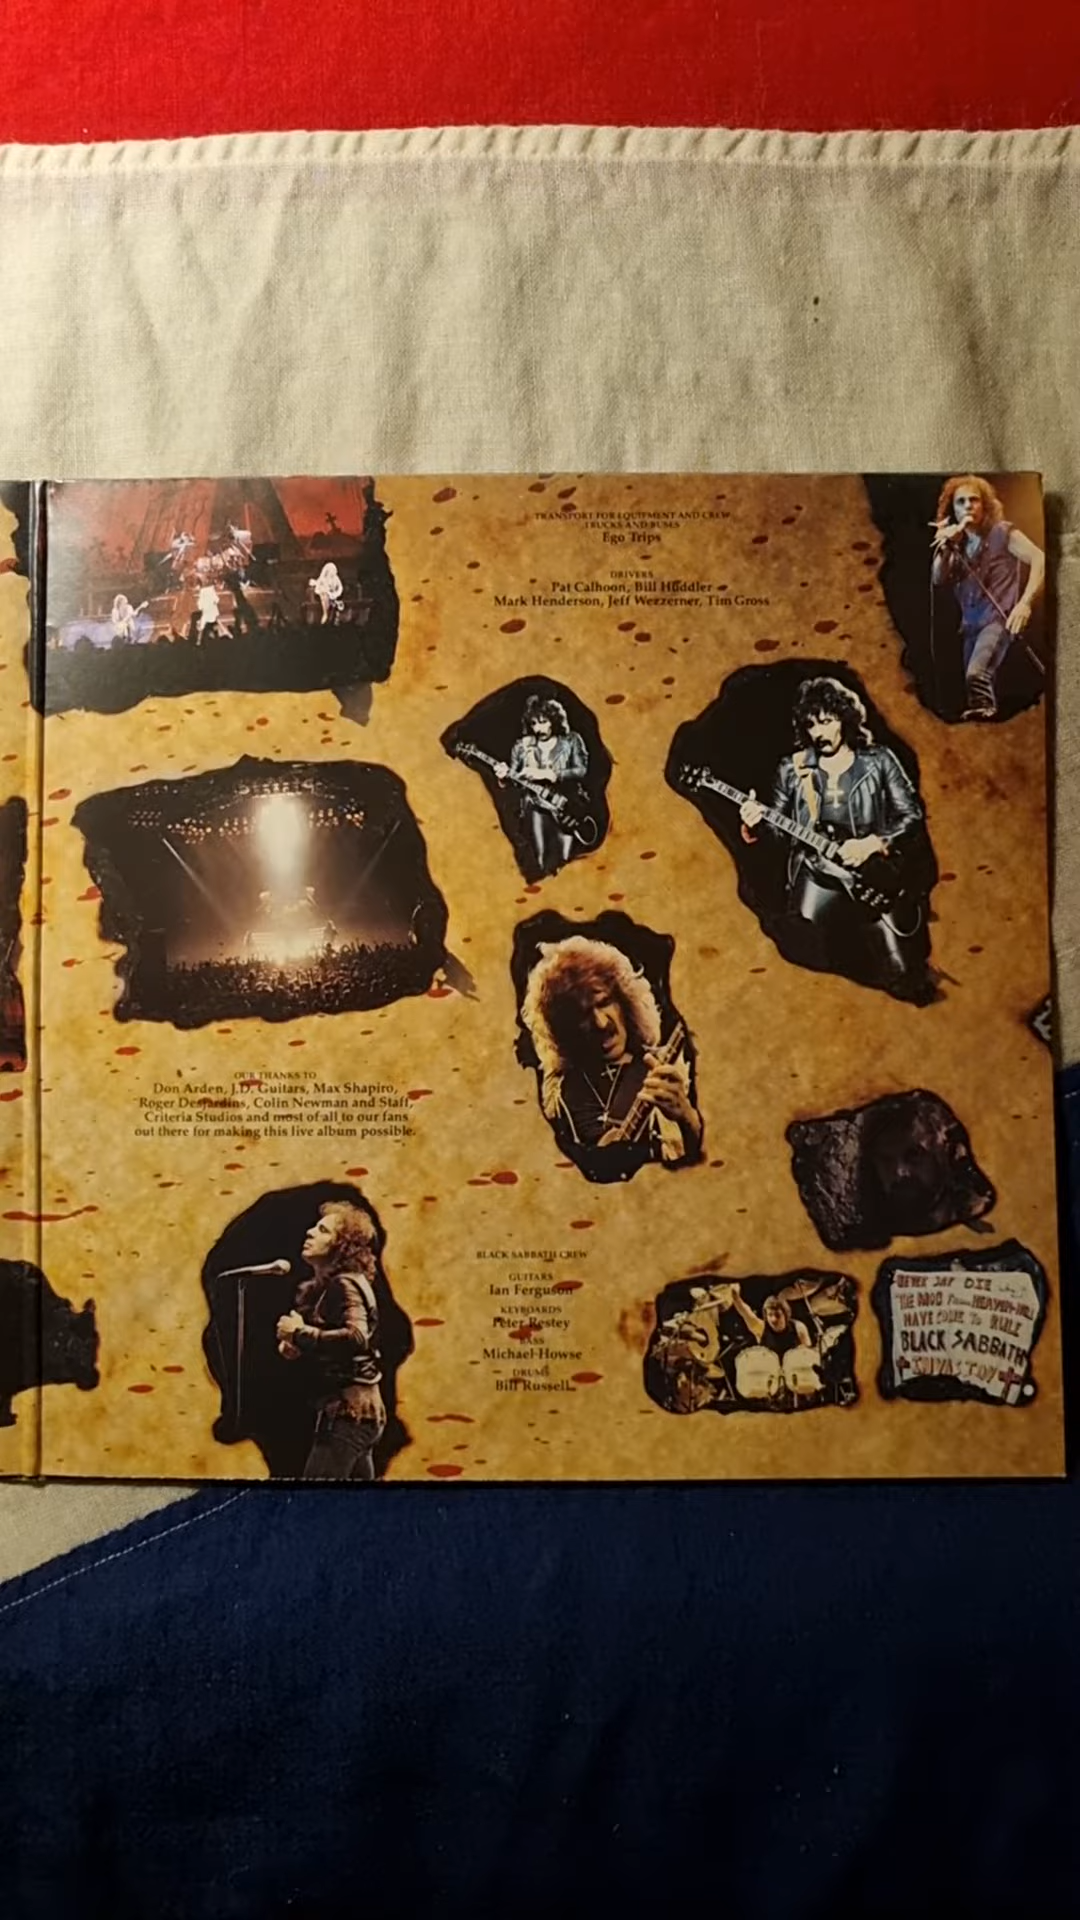 TRANSPORT FOR EQUIPMENT AND CREW
TRUCKS AND BUSES
Ego Trips
DRIVERS
Pat Calhoon, Bill Huddler
Mark Henderson, Jeff Wezzerner, Tim Gross
OUR THANKS TO
Don Arden, J.D. Guitars, Max Shapiro,
Roger Desjardins, Colin Newman and Staff,
Criteria Studios and most of all to our fans
out there for making this live album possible.
BLACK SABBATH CREW
GUITARS
Ian Ferguson
KEYBOARDS
Peter Restey
BASS
Michael Howse
DRUMS
Bill Russell
NEVER SAY DIE
THE MOB From HEAVEN+HELL
HAVE COME TO RULE
BLACK SABBATH
INVASION